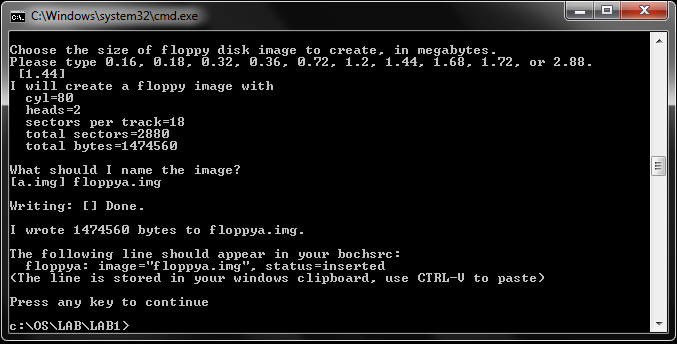 C:\Windows\system32\cmd.exe
Choose the size of floppy disk image to create, in megabytes.
Please type 0.16, 0.18, 0.32, 0.36, 0.72, 1.2, 1.44, 1.68, 1.72, or 2.88.
[1.44]
I will create a floppy image with
cyl=80
heads=2
sectors per track=18
total sectors=2880
total bytes=1474560
What should I name the image?
[a.img] floppya.img
Writing: [] Done.
I wrote 1474560 bytes to floppya.img.
The following line should appear in your bochsrc:
floppya: image="floppya.img", status=inserted
(The line is stored in your windows clipboard, use CTRL-V to paste)
Press any key to continue
c:\OS\LAB\LAB1>